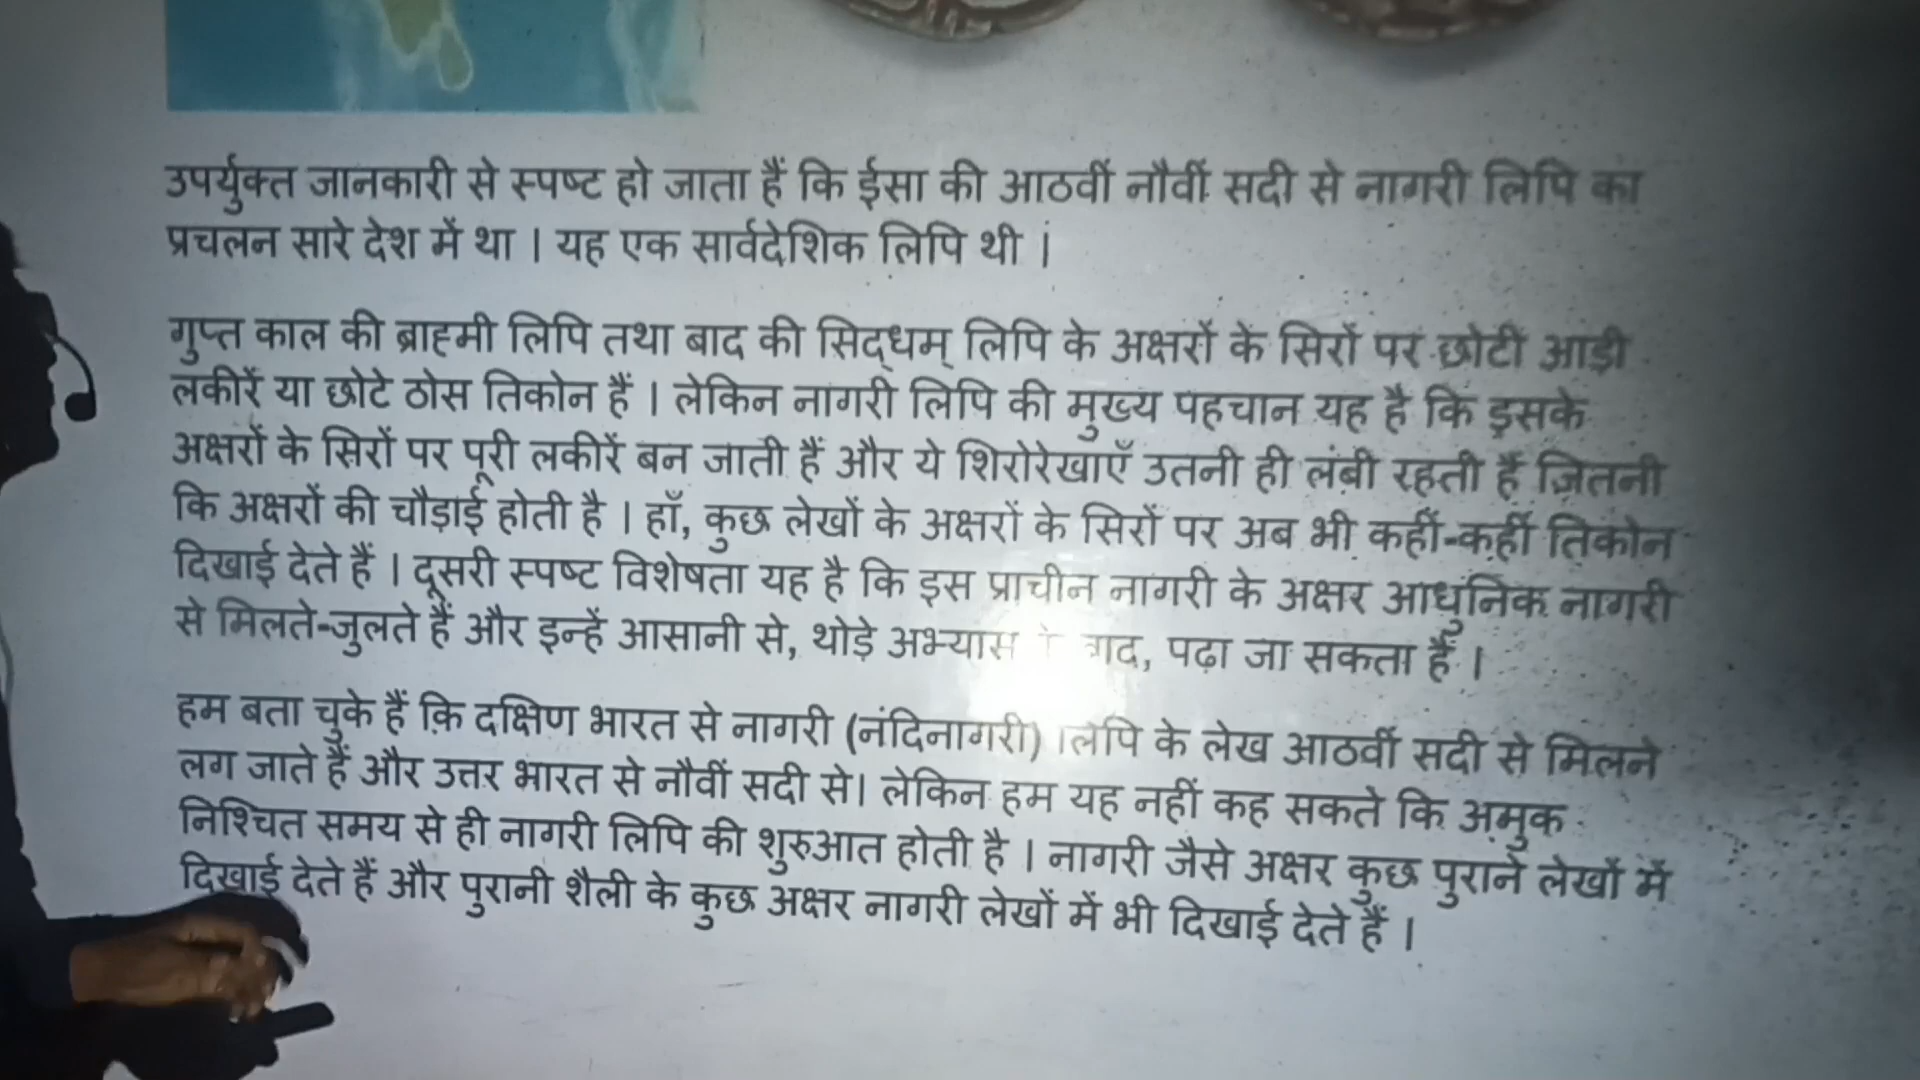 उपर्युक्त जानकारी से स्पष्ट हो जाता हैं कि ईसा की आठवीं नौवीं सदी से नागरी लिपि का
प्रचलन सारे देश में था । यह एक सार्वदेशिक लिपि थी ।
गुप्त काल की ब्राह्मी लिपि तथा बाद की सिद्धम् लिपि के अक्षरों के सिरों पर छोटी आड़ी
लकीरें या छोटे ठोस तिकोन हैं । लेकिन नागरी लिपि की मुख्य पहचान यह है कि इसके
अक्षरों के सिरों पर पूरी लकीरें बन जाती हैं और ये शिरोरेखाएँ उतनी ही लंबी रहती हैं जितनी
कि अक्षरों की चौड़ाई होती है । हाँ, कुछ लेखों के अक्षरों के सिरों पर अब भी कहीं-कहीं तिकोन
दिखाई देते हैं । दूसरी स्पष्ट विशेषता यह है कि इस प्राचीन नागरी के अक्षर आधुनिक नागरी
से मिलते-जुलते हैं और इन्हें आसानी से, थोड़े अभ्यास बाद, पढ़ा जा सकता हैं ।
हम बता चुके हैं कि दक्षिण भारत से नागरी (नंदिनागरी) लिपि के लेख आठवीं सदी से मिलने
लग जाते हैं और उत्तर भारत से नौवीं सदी से। लेकिन हम यह नहीं कह सकते कि अमुक
निश्चित समय से ही नागरी लिपि की शुरुआत होती है । नागरी जैसे अक्षर कुछ पुराने लेखों में
दिखाई देते हैं और पुरानी शैली के कुछ अक्षर नागरी लेखों में भी दिखाई देते हैं ।